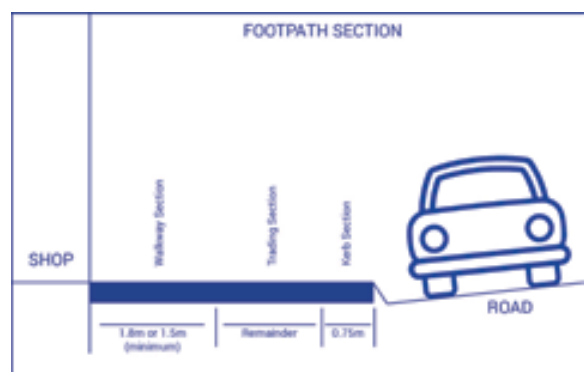 FOOTPATH SECTION
Walkway Section
Trading Section
Kerb Section
SHOP
ROAD
1.8m or 1.5m
(minimum)
Remainder
0.75m